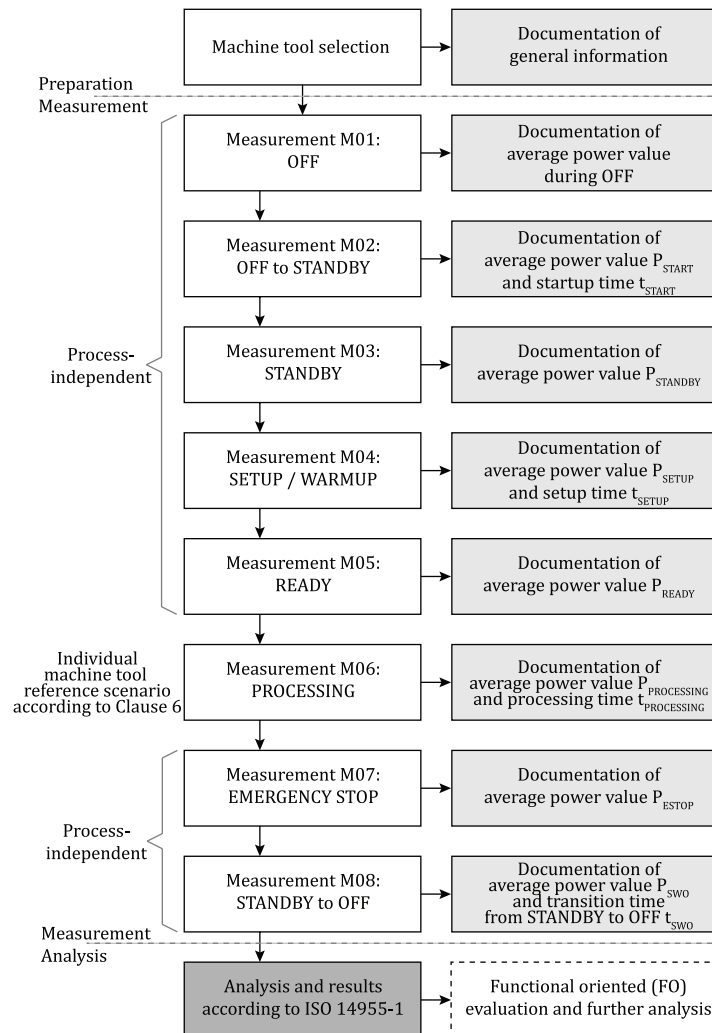 Machine tool selection
Documentation of
general information
Preparation
Measurement
Measurement M01:
OFF
Documentation of
average power value
during OFF
Measurement M02:
OFF to STANDBY
Documentation of
average power value P_START
and startup time t_START
Process-
independent
Measurement M03:
STANDBY
Documentation of
average power value P_STANDBY
Measurement M04:
SETUP / WARMUP
Documentation of
average power value P_SETUP
and setup time t_SETUP
Measurement M05:
READY
Documentation of
average power value P_READY
Individual
machine tool
reference scenario
according to Clause 6
Measurement M06:
PROCESSING
Documentation of
average power value P_PROCESSING
and processing time t_PROCESSING
Process-
independent
Measurement M07:
EMERGENCY STOP
Documentation of
average power value P_ESTOP
Measurement M08:
STANDBY to OFF
Documentation of
average power value P_SWO
and transition time
from STANDBY to OFF t_SWO
Measurement
Analysis
Analysis and results
according to ISO 14955-1
Functional oriented (FO)
evaluation and further analysis